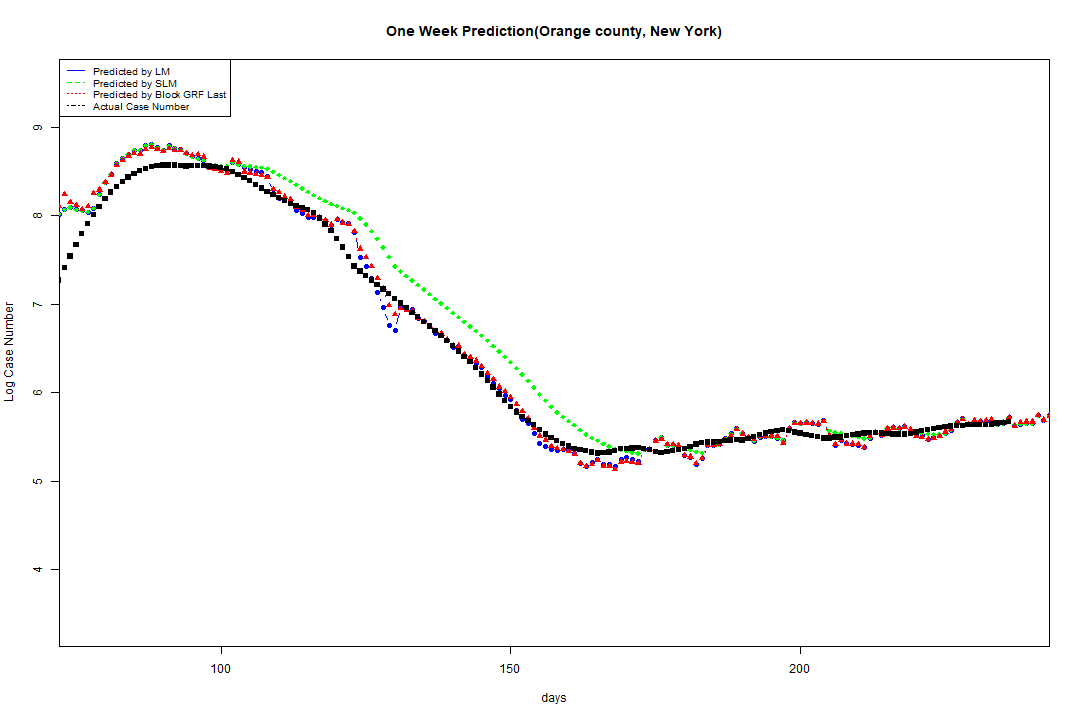 One Week Prediction(Orange county, New York)
Predicted by LM
Predicted by SLM
Predicted by Block GRF Last
Actual Case Number
9
8
7
6
5
4
Log Case Number
100 150 200
days